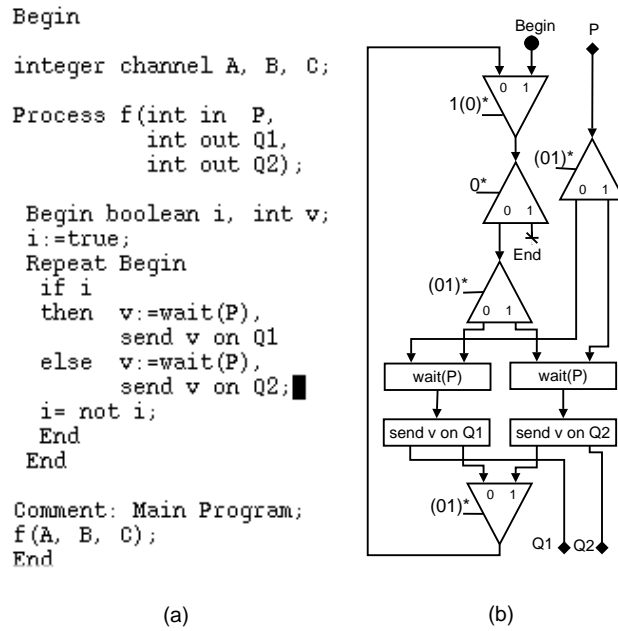 Begin
integer channel A, B, C;
Process f(int in P,
int out Q1,
int out Q2);
Begin boolean i, int v;
i:=true;
Repeat Begin
if i
then v:=wait(P),
send v on Q1
else v:=wait(P),
send v on Q2;
i= not i;
End
End
Comment: Main Program;
f(A, B, C);
End
(a)
Begin
P
0 1
1(0)*
(01)*
0 1
0*
0 1
End
(01)*
0 1
wait(P)
wait(P)
send v on Q1
send v on Q2
0 1
(01)*
Q1
Q2
(b)